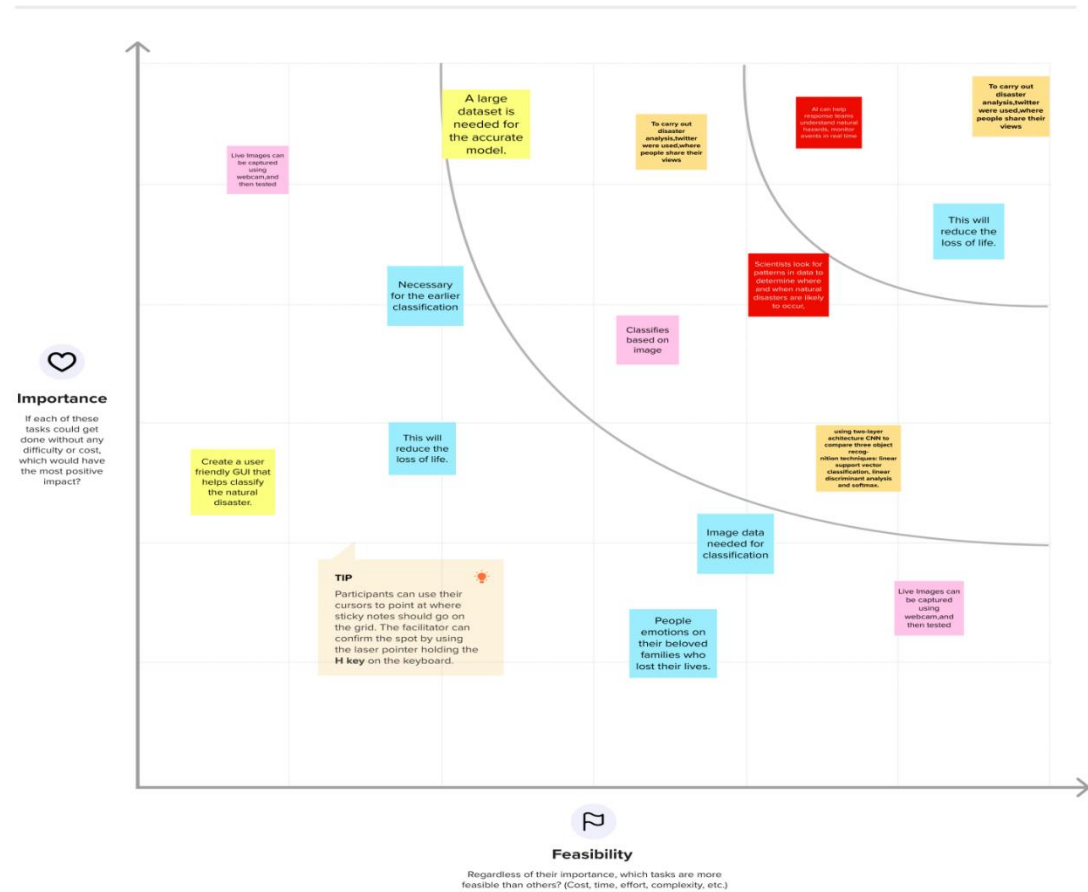 A large
dataset is
needed for
the accurate
model.
To carry out
disaster
analysis,twitter
were used,where
people share their
views
AI can help
response teams
understand natural
hazards, monitor
events in real time
To carry out
disaster
analysis,twitter
were used,where
people share their
views
Live Images can
be captured
using
webcam,and
then tested
This will
reduce the
loss of life.
Necessary
for the earlier
classification
Scientists look for
patterns in data to
determine where
and when natural
disasters are likely
to occur.
Classifies
based on
image
Importance
If each of these
tasks could get
done without any
difficulty or cost,
which would have
the most positive
impact?
Create a user
friendly GUI that
helps classify
the natural
disaster.
This will
reduce the
loss of life.
using two-layer
achitecture CNN to
compare three object
recog-
nition techniques: linear
support vector
classification, linear
discriminant analysis
and softmax.
Image data
needed for
classification
TIP
Participants can use their
cursors to point at where
sticky notes should go on
the grid. The facilitator can
confirm the spot by using
the laser pointer holding the
H key on the keyboard.
People
emotions on
their beloved
families who
lost their lives.
Live Images can
be captured
using
webcam,and
then tested
Feasibility
Regardless of their importance, which tasks are more
feasible than others? (Cost, time, effort, complexity, etc.)